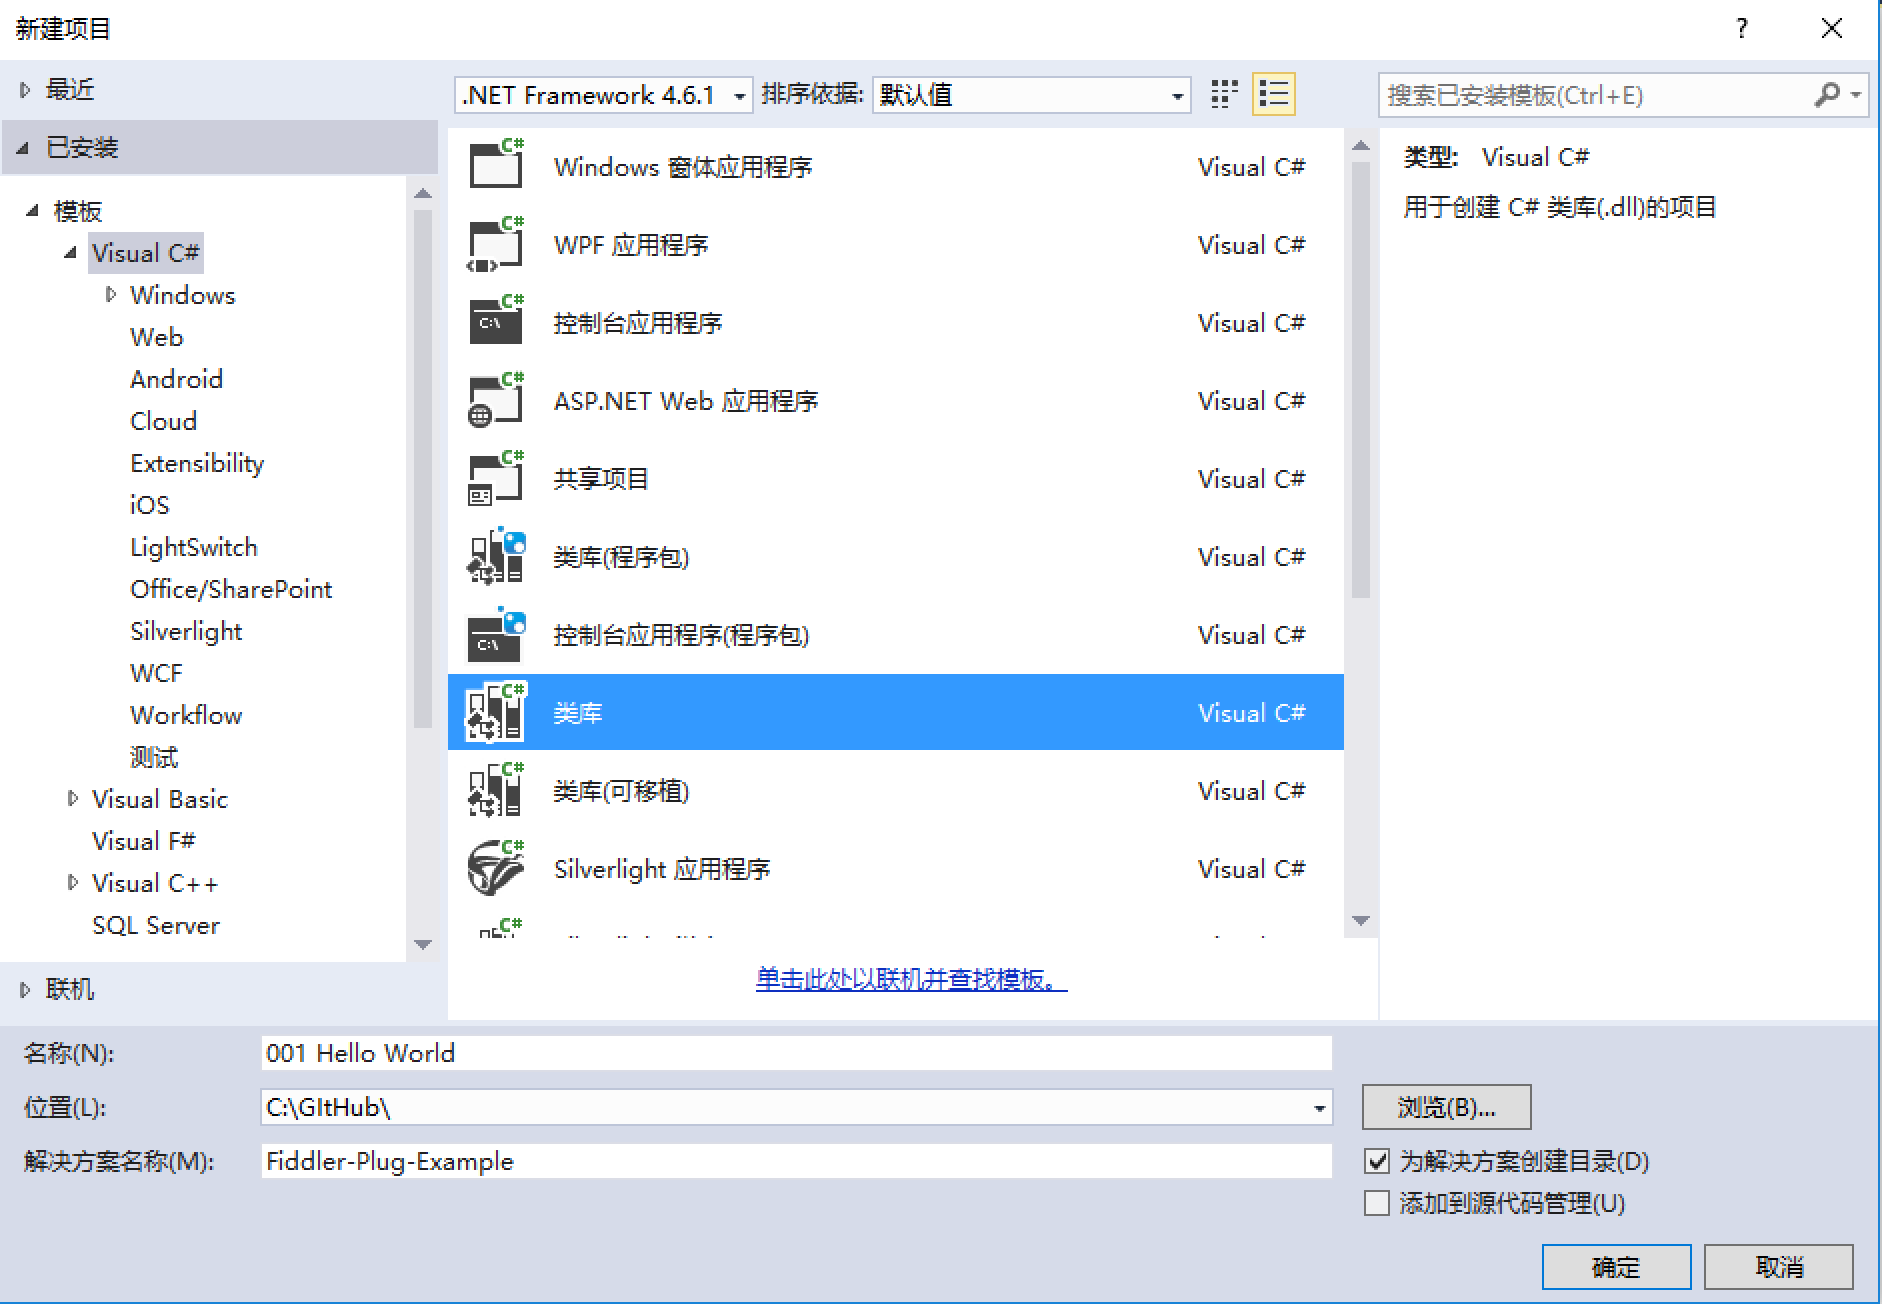 新建项目
?
最近
已安装
模板
Visual C#
Windows
Web
Android
Cloud
Extensibility
iOS
LightSwitch
Office/SharePoint
Silverlight
WCF
Workflow
测试
Visual Basic
Visual F#
Visual C++
SQL Server
联机
.NET Framework 4.6.1 排序依据: 默认值
Windows 窗体应用程序 Visual C#
WPF 应用程序 Visual C#
控制台应用程序 Visual C#
ASP.NET Web 应用程序 Visual C#
共享项目 Visual C#
类库(程序包) Visual C#
控制台应用程序(程序包) Visual C#
类库 Visual C#
类库(可移植) Visual C#
Silverlight 应用程序 Visual C#
单击此处以联机并查找模板。
搜索已安装模板(Ctrl+E)
类型: Visual C#
用于创建 C# 类库(.dll)的项目
名称(N): 001 Hello World
位置(L): C:\GItHub\
浏览(B)...
解决方案名称(M): Fiddler-Plug-Example
为解决方案创建目录(D)
添加到源代码管理(U)
确定 取消